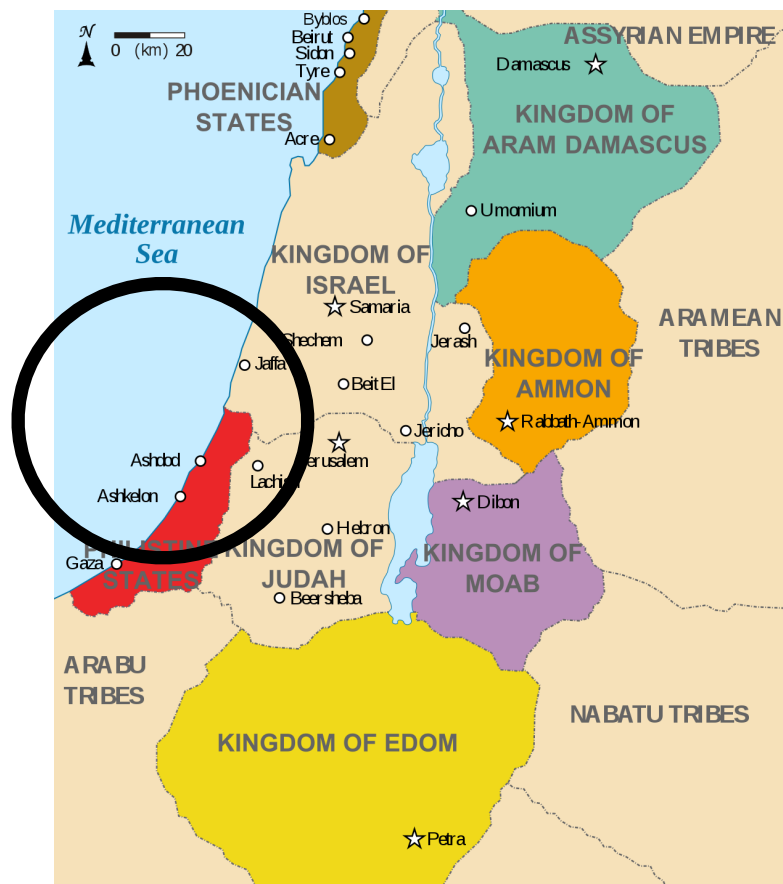 N
0 (km) 20
Byblos
Beirut
Sidon
Tyre
Acre
PHOENICIAN
STATES
ASSYRIAN EMPIRE
Damascus
KINGDOM OF
ARAM DAMASCUS
Umomium
Mediterranean
Sea
KINGDOM OF
ISRAEL
Samaria
Shechem
Jerash
ARAMEAN
TRIBES
Jaffa
Beit El
KINGDOM OF
AMMON
Rabbath-Ammon
Jericho
Ashdod
Jerusalem
Lachish
Ashkelon
Dibon
Hebron
Gaza
PHILISTINE
STATES
KINGDOM OF
JUDAH
KINGDOM OF
MOAB
Beersheba
ARABU
TRIBES
NABATU TRIBES
KINGDOM OF EDOM
Petra